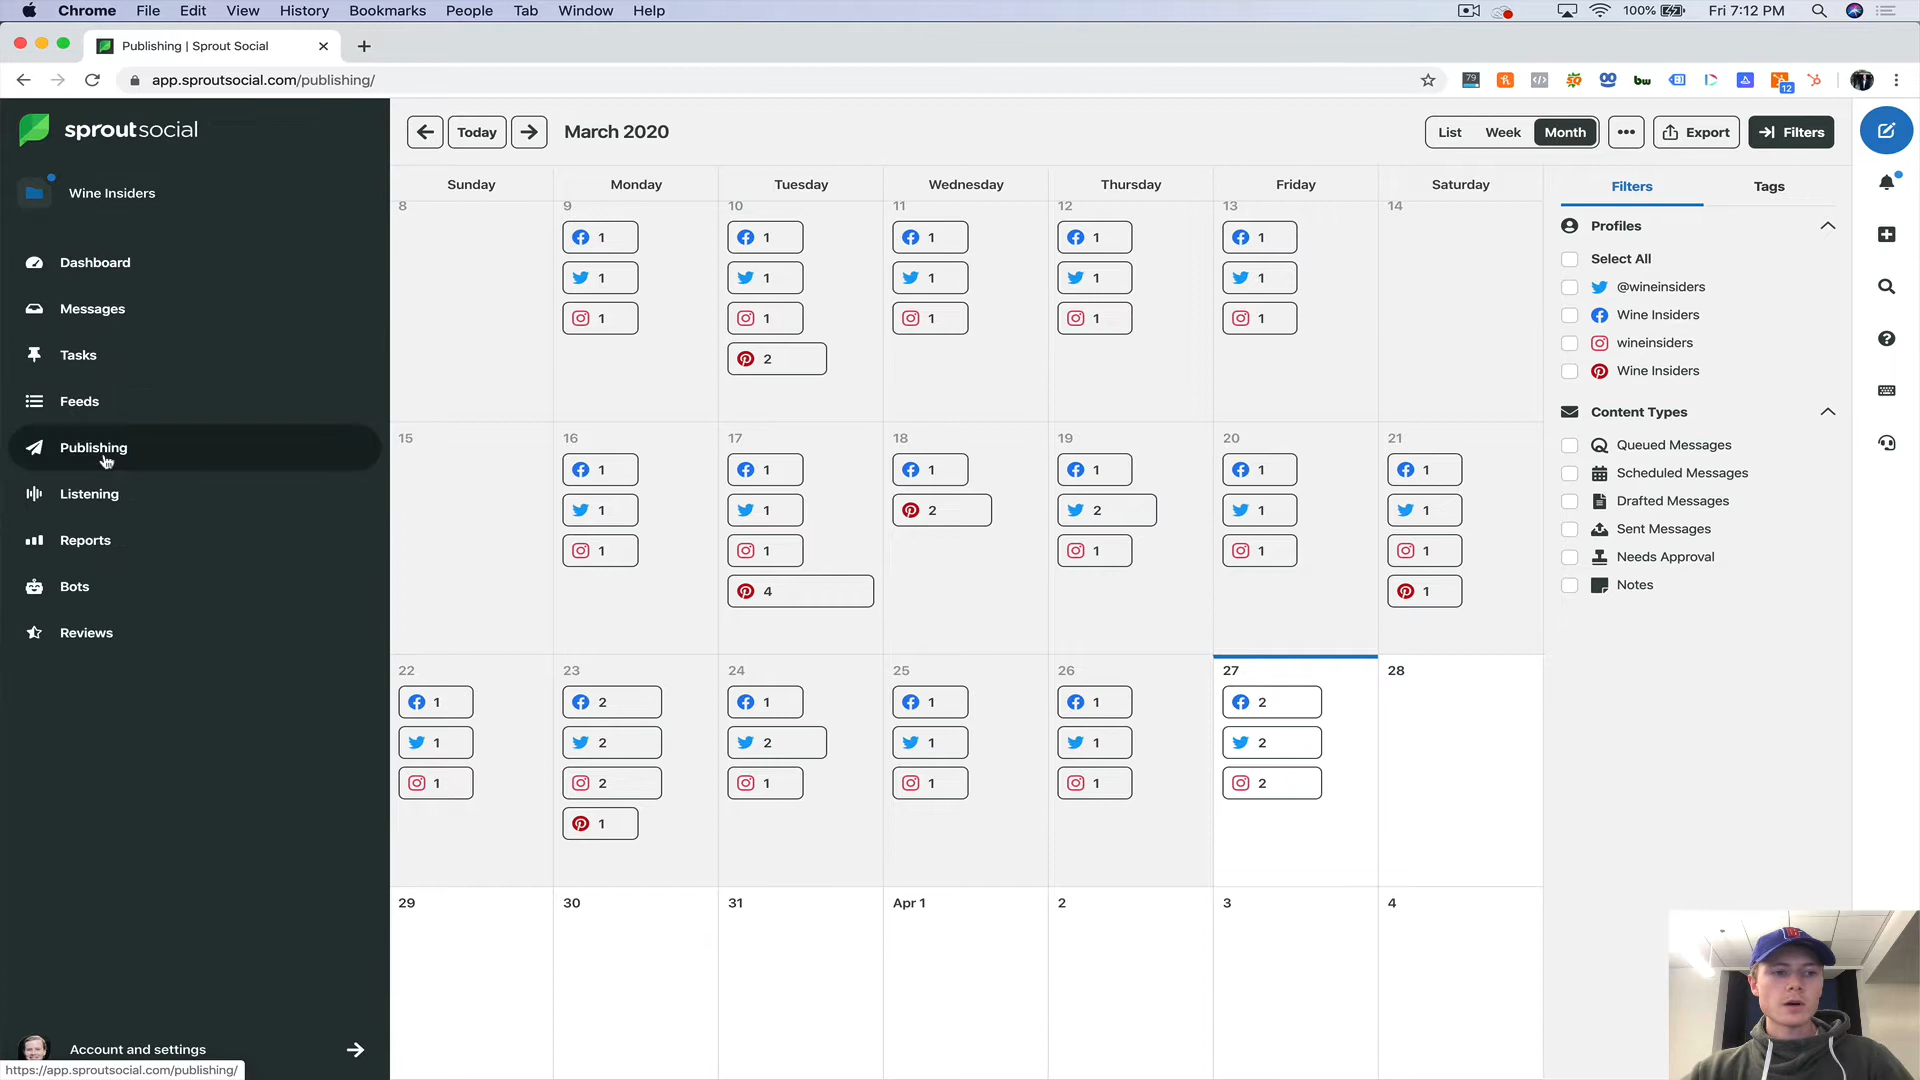 Chrome File Edit View History Bookmarks People Tab Window Help 100% Fri 7:12 PM
Publishing | Sprout Social
app.sproutsocial.com/publishing/
79
bw
12
sproutsocial
Wine Insiders
Dashboard
Messages
Tasks
Feeds
Publishing
Listening
Reports
Bots
Reviews
Account and settings
https://app.sproutsocial.com/publishing/
Today March 2020 List Week Month Export Filters
Sunday Monday Tuesday Wednesday Thursday Friday Saturday
8 9 10 11 12 13 14
1 1 1 1 1
1 1 1 1 1
1 1 1 1 1
2
15 16 17 18 19 20 21
1 1 1 1 1 1
1 1 2 2 1 1
1 1 1 1 1
4 1
22 23 24 25 26 27 28
1 2 1 1 1 2
1 2 2 1 1 2
1 2 1 1 1 2
1
29 30 31 Apr 1 2 3 4
Filters Tags
Profiles
Select All
@wineinsiders
Wine Insiders
wineinsiders
Wine Insiders
Content Types
Queued Messages
Scheduled Messages
Drafted Messages
Sent Messages
Needs Approval
Notes